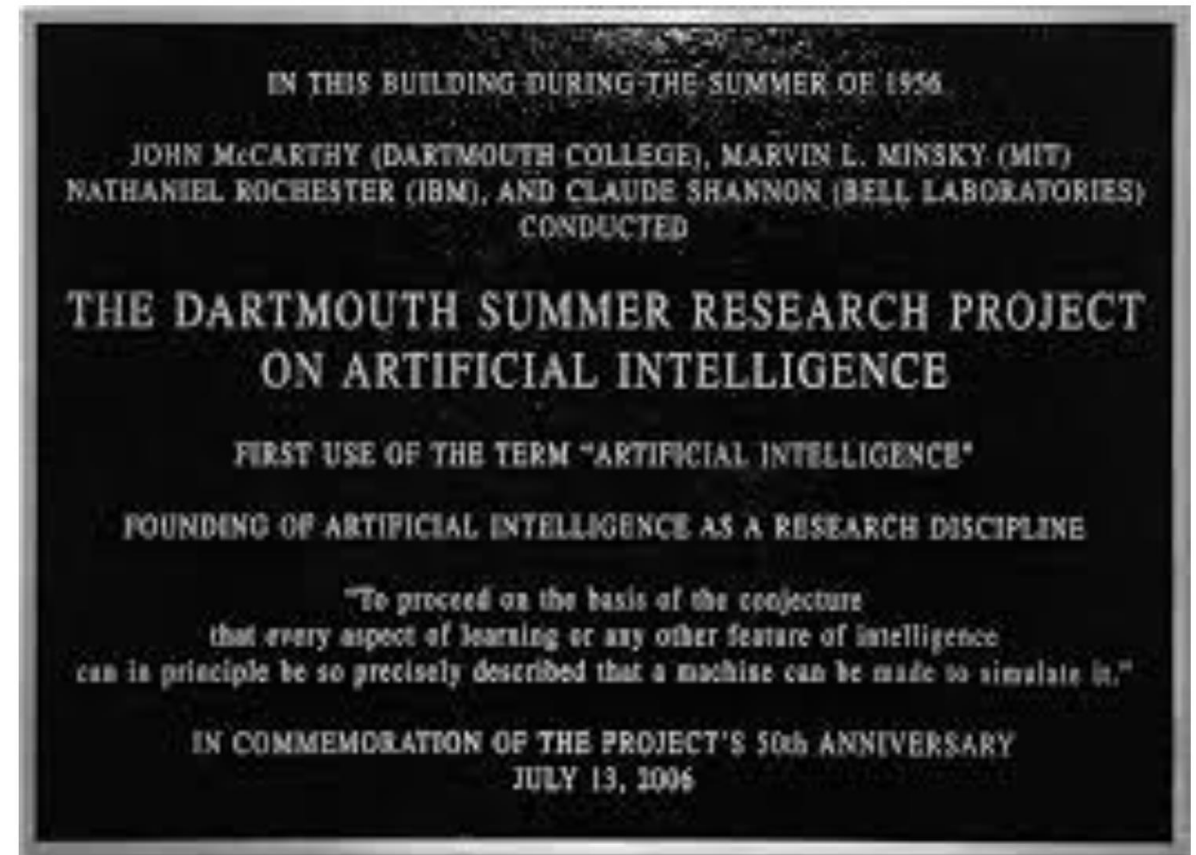 IN THIS BUILDING DURING THE SUMMER OF 1956
JOHN McCARTHY (DARTMOUTH COLLEGE), MARVIN L. MINSKY (MIT)
NATHANIEL ROCHESTER (IBM), AND CLAUDE SHANNON (BELL LABORATORIES)
CONDUCTED
THE DARTMOUTH SUMMER RESEARCH PROJECT
ON ARTIFICIAL INTELLIGENCE
FIRST USE OF THE TERM "ARTIFICIAL INTELLIGENCE"
FOUNDING OF ARTIFICIAL INTELLIGENCE AS A RESEARCH DISCIPLINE
"To proceed on the basis of the conjecture
that every aspect of learning or any other feature of intelligence
can in principle be so precisely described that a machine can be made to simulate it."
IN COMMEMORATION OF THE PROJECT'S 50th ANNIVERSARY
JULY 13, 2006